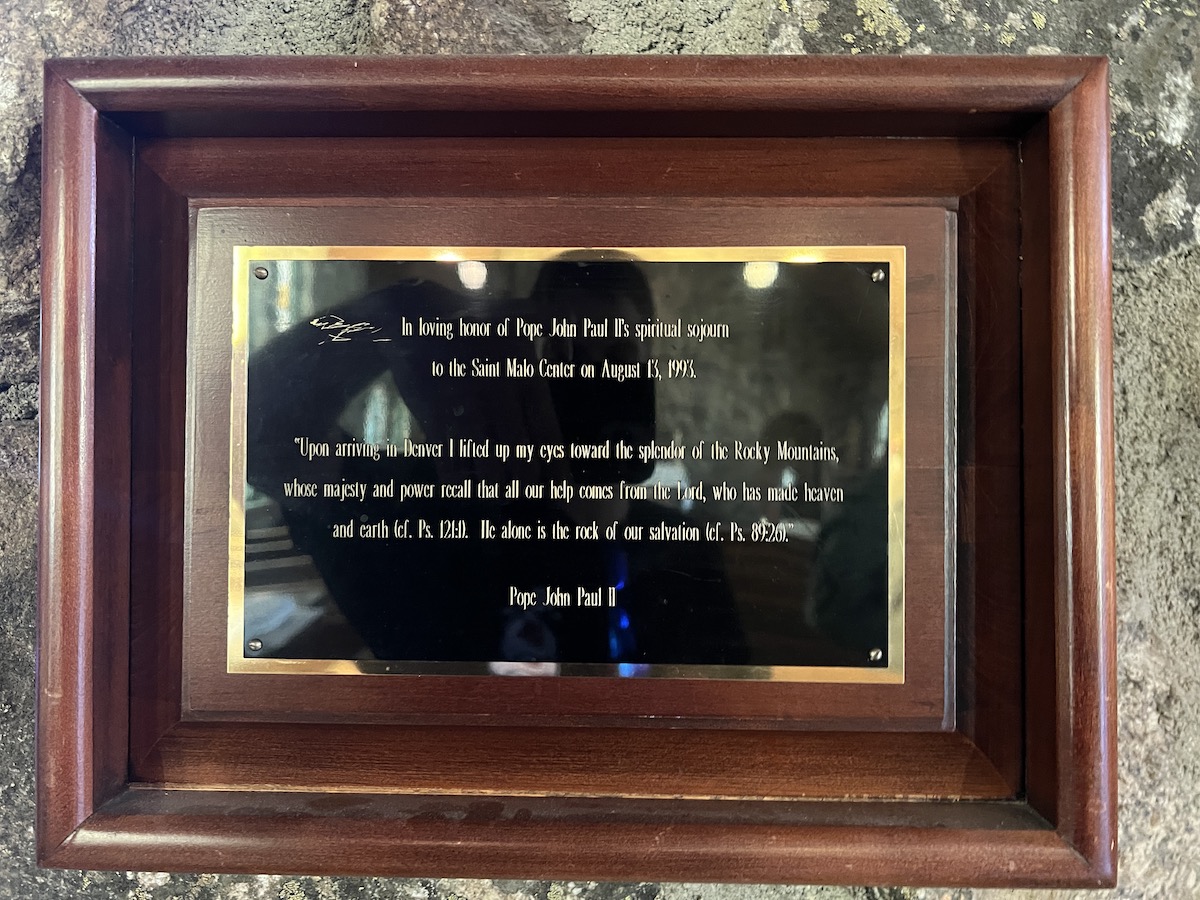 In loving honor of Pope John Paul II's spiritual sojourn
to the Saint Malo Center on August 13, 1993.
"Upon arriving in Denver I lifted up my eyes toward the splendor of the Rocky Mountains,
whose majesty and power recall that all our help comes from the Lord, who has made heaven
and earth (cf. Ps. 121:1).  He alone is the rock of our salvation (cf. Ps. 89:26)."
Pope John Paul II